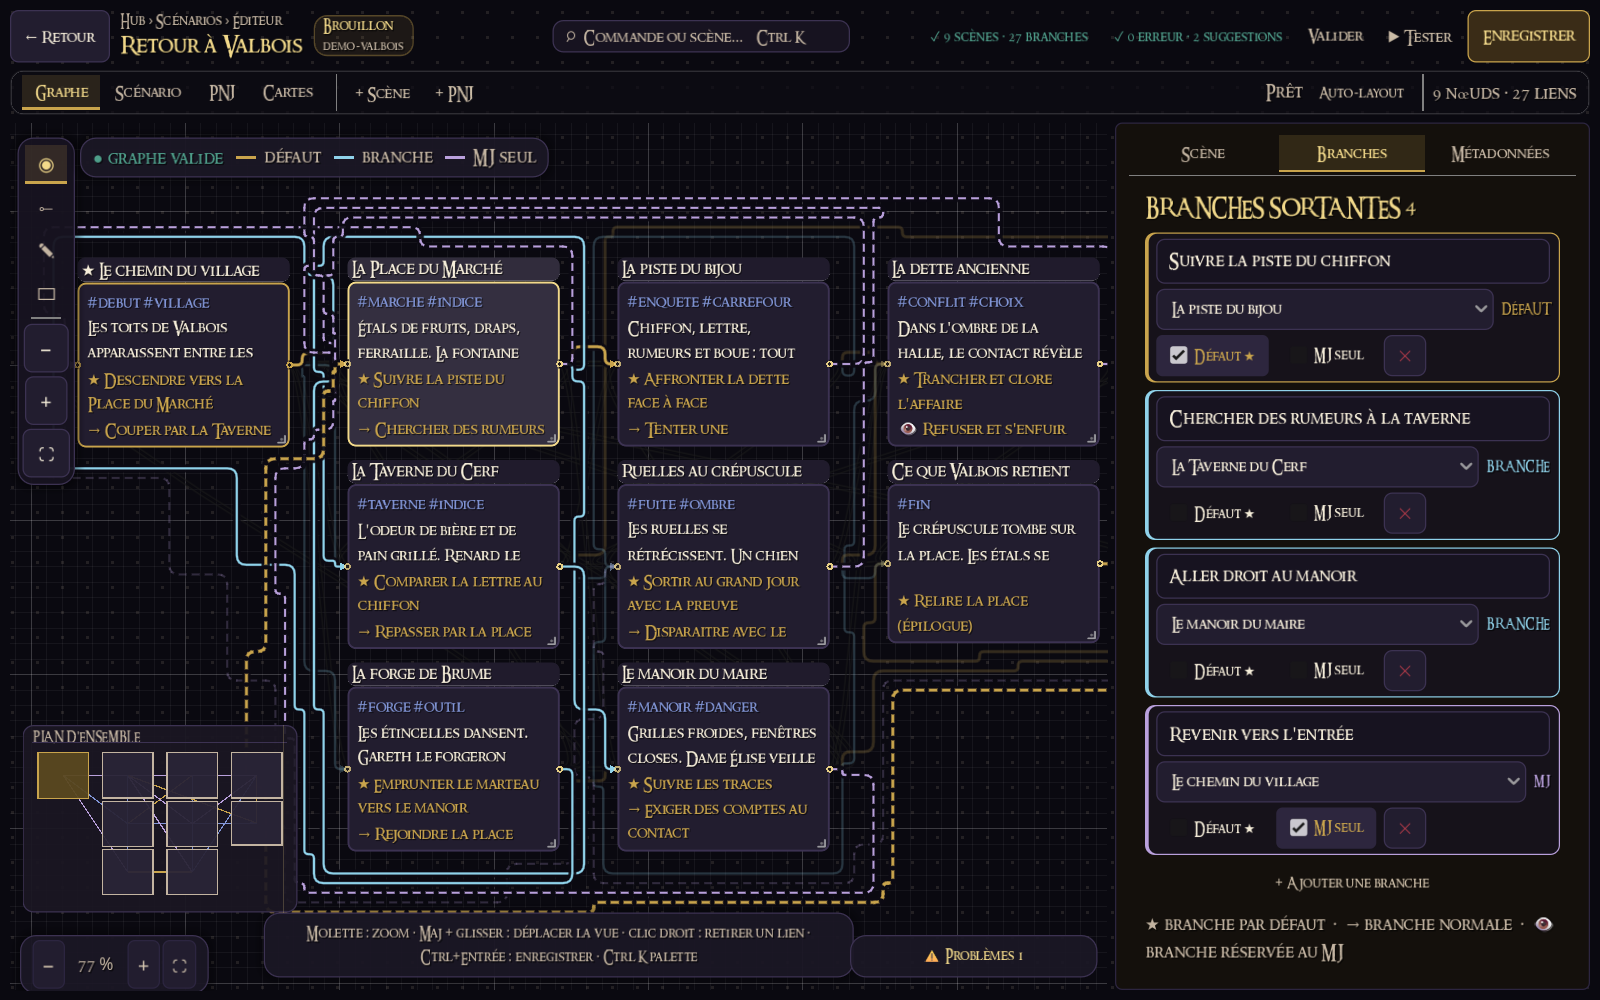 ← Retour
Hub › Scénarios › Éditeur
Retour à Valbois
Brouillon
demo-valbois
Commande ou scène... Ctrl K
✓ 9 scènes · 27 branches
✓ 0 erreur · 2 suggestions
Valider
▶ Tester
Enregistrer
Graphe
Scénario
PNJ
Cartes
+ Scène
+ PNJ
Prêt
Auto-layout
9 nœuds · 27 liens
● Graphe valide
Défaut
Branche
MJ seul
★ Le chemin du village
#debut #village
Les toits de Valbois
apparaissent entre les
★ Descendre vers la
Place du Marché
→ Couper par la Taverne
La Place du Marché
#marche #indice
Étals de fruits, draps,
ferraille. La fontaine
★ Suivre la piste du
chiffon
→ Chercher des rumeurs
La piste du bijou
#enquete #carrefour
Chiffon, lettre,
rumeurs et boue : tout
★ Affronter la dette
face à face
→ Tenter une
La dette ancienne
#conflit #choix
Dans l'ombre de la
halle, le contact révèle
★ Trancher et clore
l'affaire
👁 Refuser et s'enfuir
La Taverne du Cerf
#taverne #indice
L'odeur de bière et de
pain grillé. Renard le
★ Comparer la lettre au
chiffon
→ Repasser par la place
Ruelles au crépuscule
#fuite #ombre
Les ruelles se
rétrécissent. Un chien
★ Sortir au grand jour
avec la preuve
→ Disparaitre avec le
Ce que Valbois retient
#fin
Le crépuscule tombe sur
la place. Les étals se
★ Relire la place
(épilogue)
La forge de Brume
#forge #outil
Les étincelles dansent.
Gareth le forgeron
★ Emprunter le marteau
vers le manoir
→ Rejoindre la place
Le manoir du maire
#manoir #danger
Grilles froides, fenêtres
closes. Dame Élise veille
★ Suivre les traces
→ Exiger des comptes au
contact
Plan d'ensemble
− 77 % +
Molette : zoom · Maj + glisser : déplacer la vue · clic droit : retirer un lien ·
Ctrl+Entrée : enregistrer · Ctrl K palette
⚠ Problèmes 1
Scène
Branches
Métadonnées
Branches sortantes 4
Suivre la piste du chiffon
La piste du bijou
Défaut
Défaut ★
MJ seul
×
Chercher des rumeurs à la taverne
La Taverne du Cerf
Branche
Défaut ★
MJ seul
×
Aller droit au manoir
Le manoir du maire
Branche
Défaut ★
MJ seul
×
Revenir vers l'entrée
Le chemin du village
MJ
Défaut ★
MJ seul
×
+ Ajouter une branche
★ branche par défaut · → branche normale · 👁
branche réservée au MJ